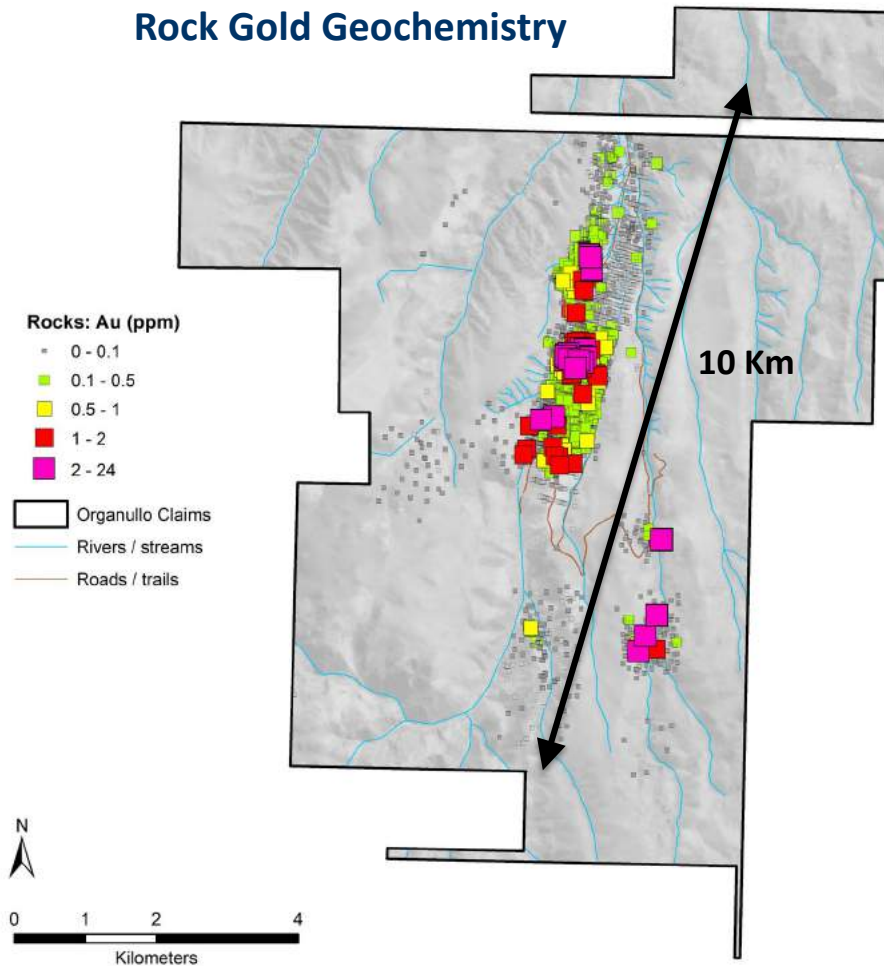 Rock Gold Geochemistry
10 Km
Rocks: Au (ppm)
0 - 0.1
0.1 - 0.5
0.5 - 1
1 - 2
2 - 24
Organullo Claims
Rivers / streams
Roads / trails
N
0 1 2 4
Kilometers